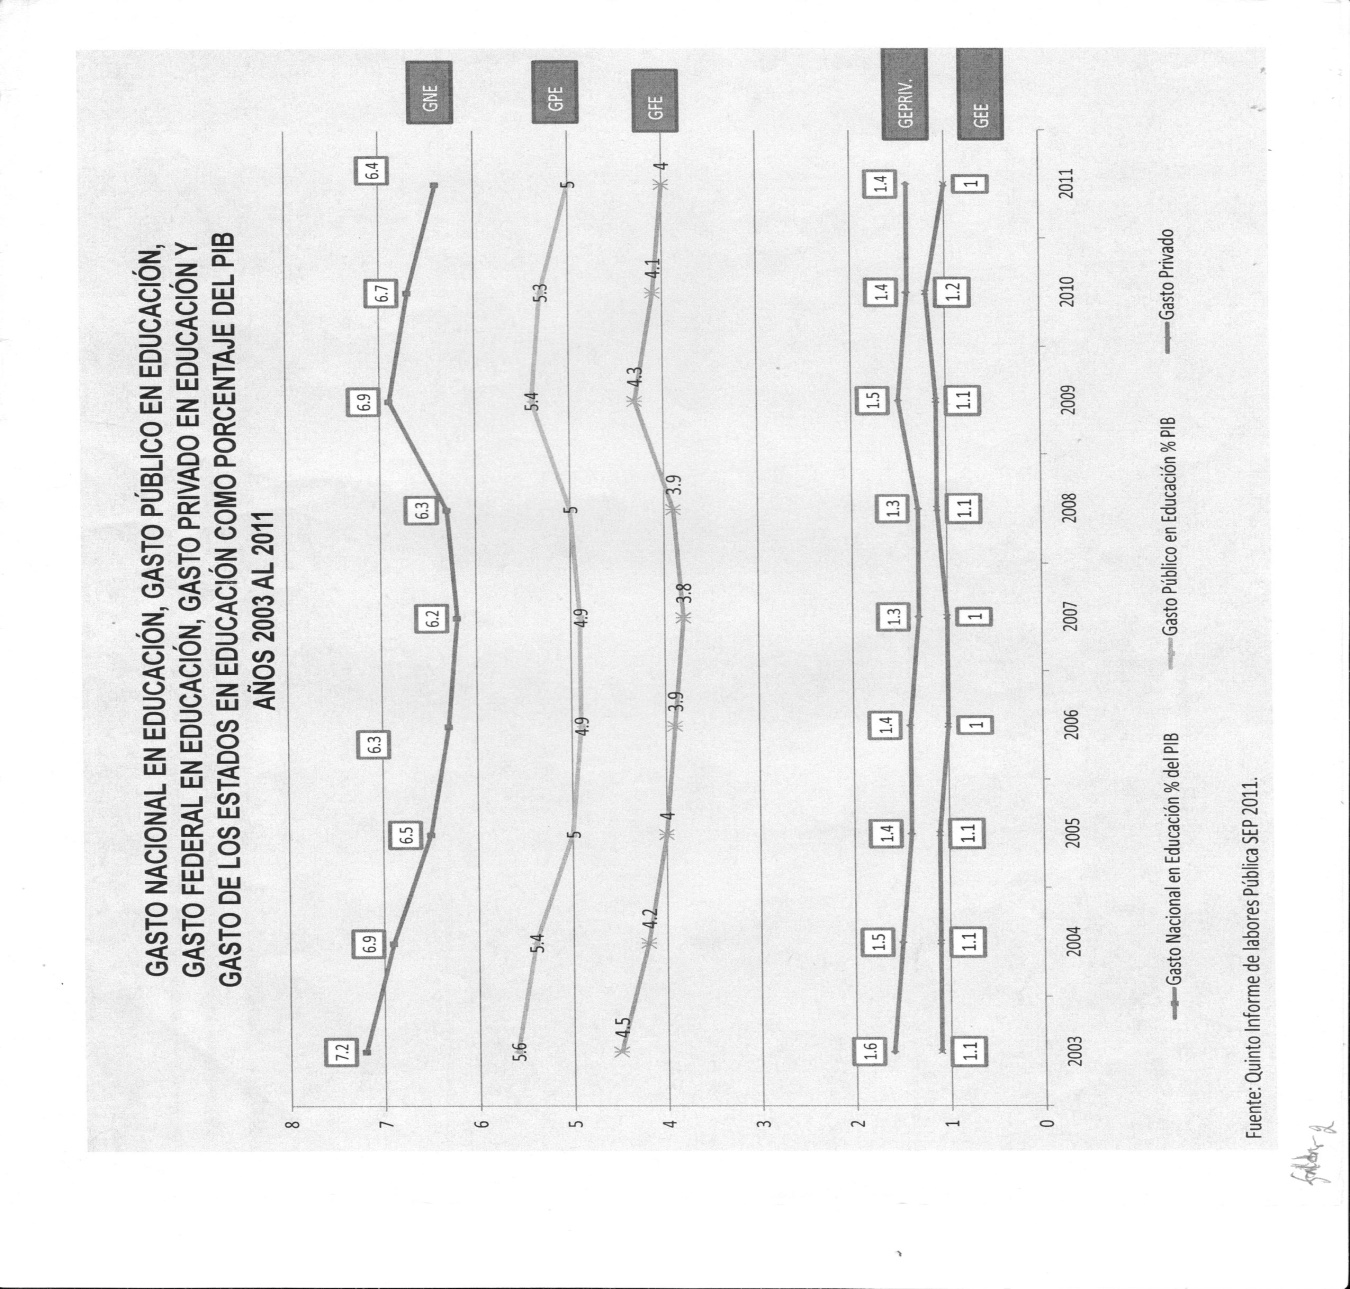 GASTO NACIONAL EN EDUCACIÓN, GASTO PÚBLICO EN EDUCACIÓN,
GASTO FEDERAL EN EDUCACIÓN, GASTO PRIVADO EN EDUCACIÓN Y
GASTO DE LOS ESTADOS EN EDUCACIÓN COMO PORCENTAJE DEL PIB
AÑOS 2003 AL 2011
8
7
6
5
4
3
2
1
0
7.2 6.9 6.5 6.3 6.2 6.3 6.9 6.7 6.4
GNE
5.6 5.4 5 4.9 4.9 5 5.4 5.3 5
GPE
4.5 4.2 4 3.9 3.8 3.9 4.3 4.1 4
GFE
1.6 1.5 1.4 1.4 1.3 1.3 1.5 1.4 1.4
GEPRIV.
1.1 1.1 1.1 1 1 1.1 1.1 1.2 1
GEE
2003 2004 2005 2006 2007 2008 2009 2010 2011
Gasto Nacional en Educación % del PIB Gasto Público en Educación % PIB Gasto Privado
Fuente: Quinto Informe de labores Pública SEP 2011.